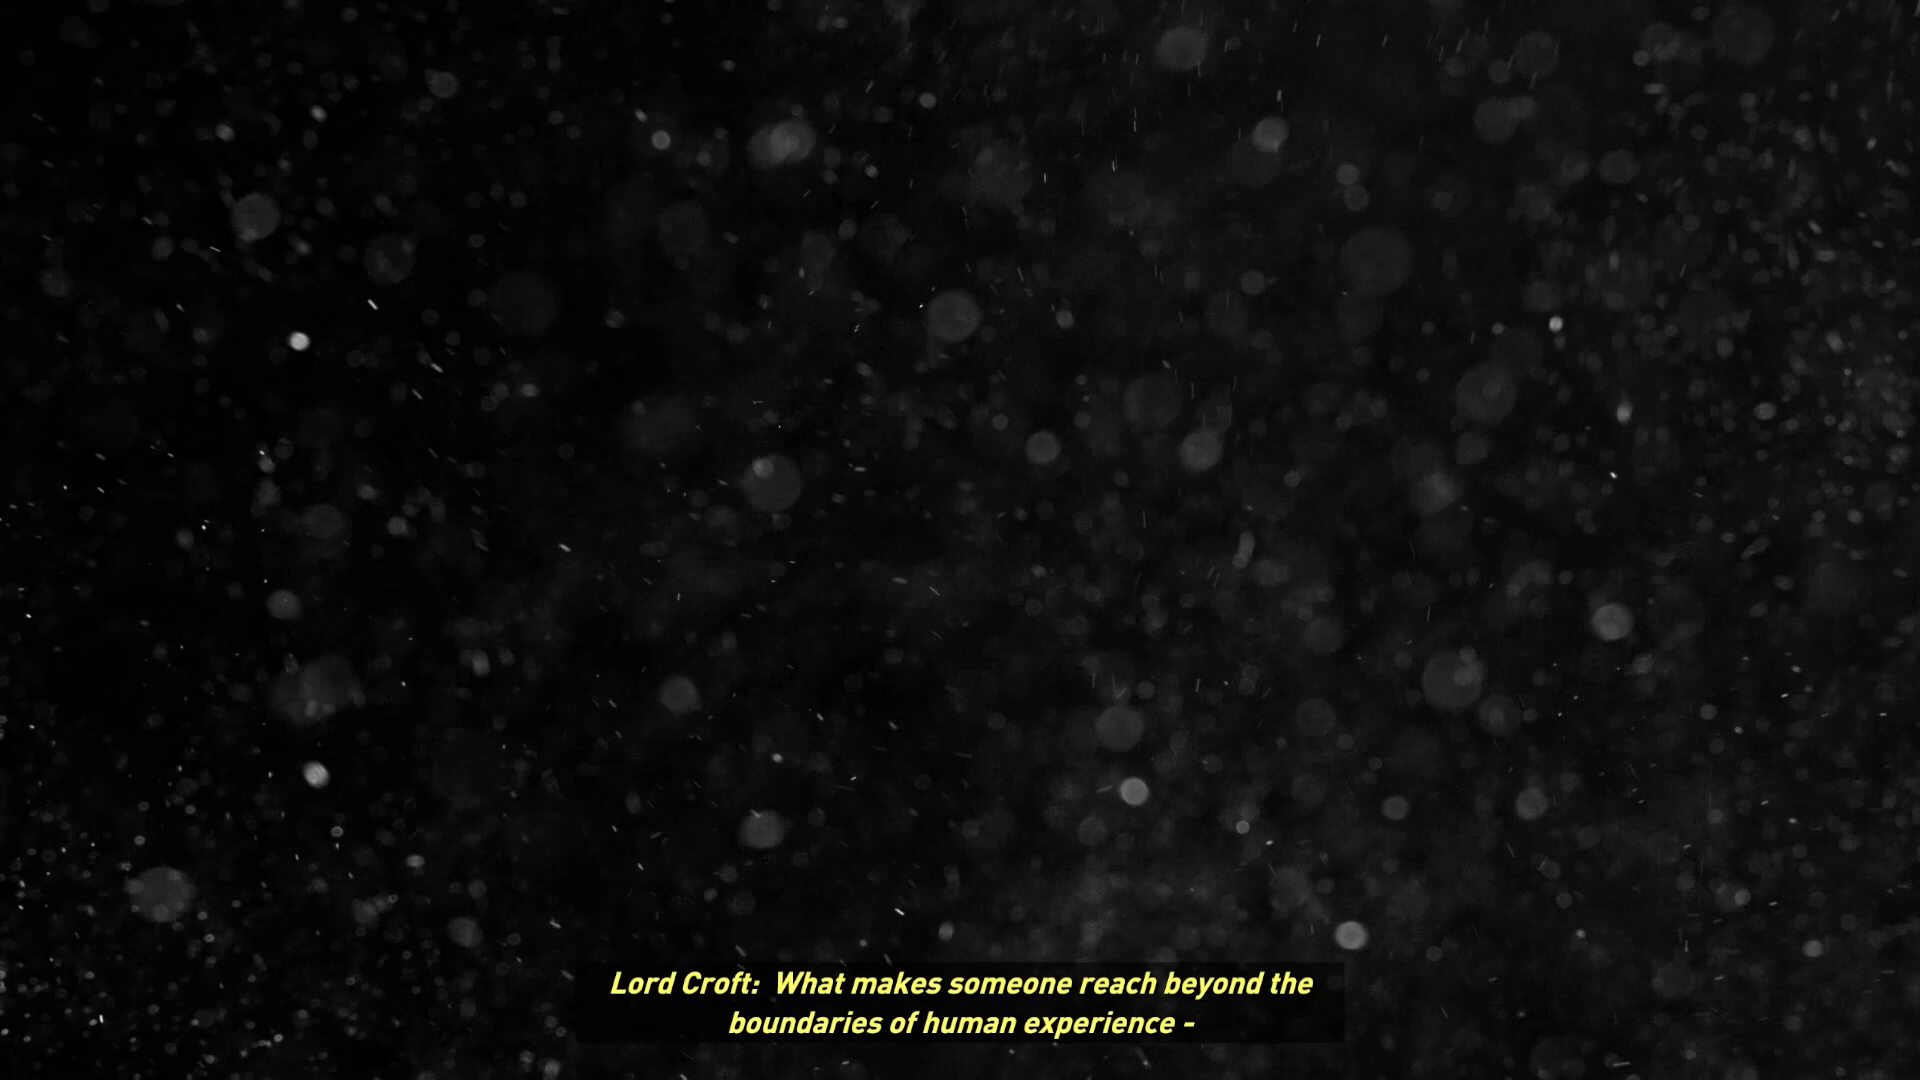 Lord Croft:  What makes someone reach beyond the
boundaries of human experience -